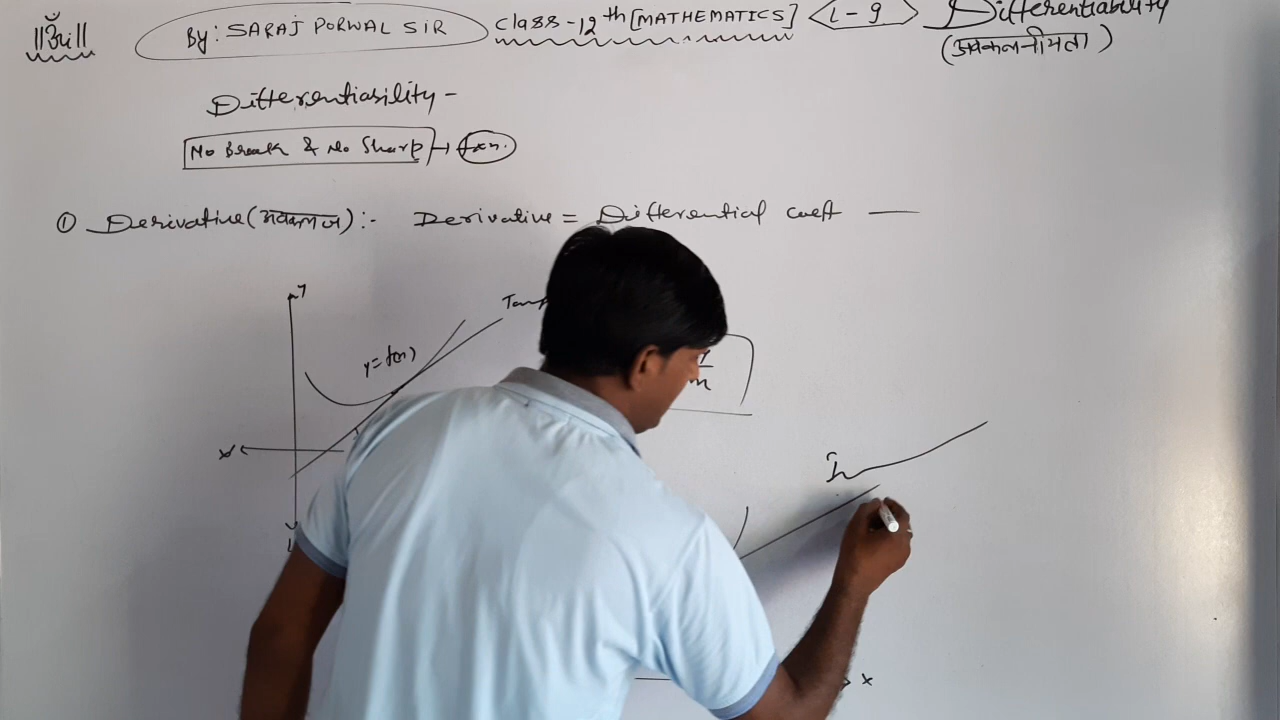 ॥ॐ॥ By: SARAJ PORWAL SIR Class-12th [MATHEMATICS] L-9 Differentiability
(अवकलनीयता)
Differentiability -
No Break & No Sharp → fxn.
① Derivative (अवकलज) :- Derivative = Differential coeff —
y
y = f(x)
x'
x